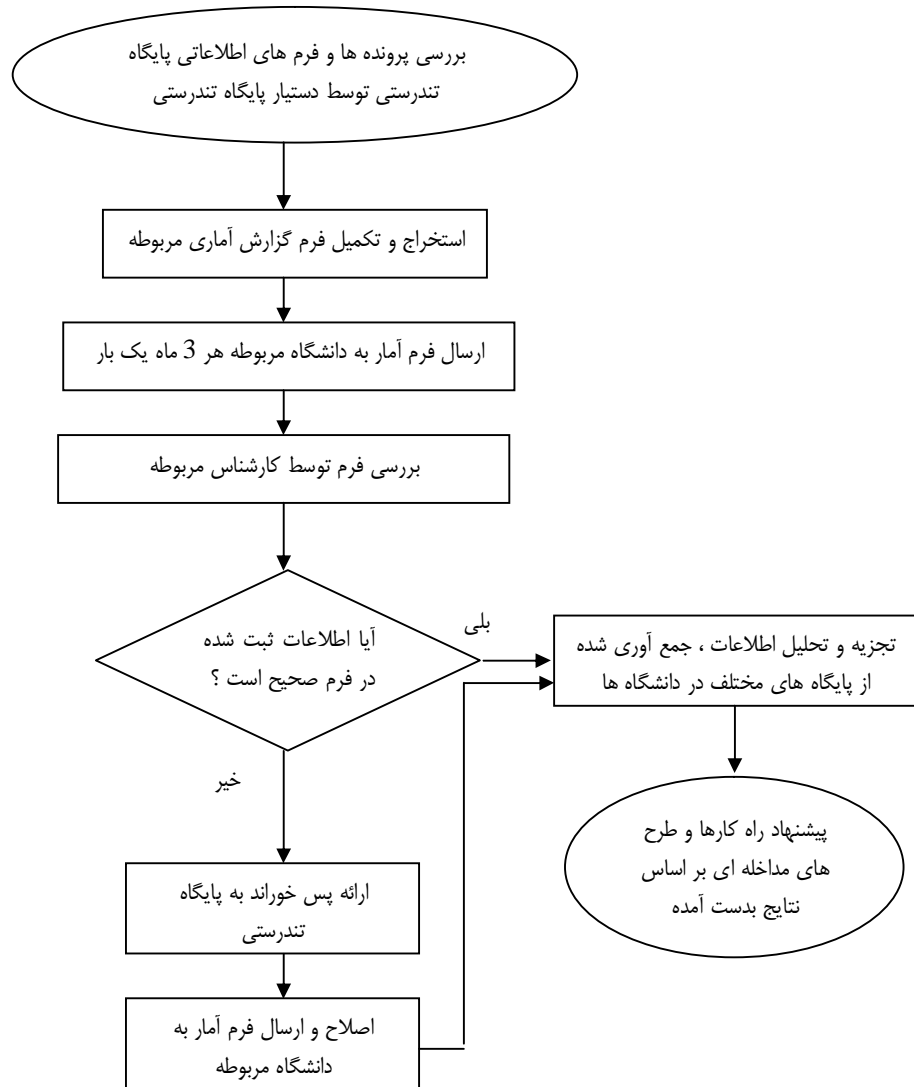 بررسی پرونده ها و فرم های اطلاعاتی پایگاه
تندرستی توسط دستیار پایگاه تندرستی
استخراج و تکمیل فرم گزارش آماری مربوطه
ارسال فرم آمار به دانشگاه مربوطه هر 3 ماه یک بار
بررسی فرم توسط کارشناس مربوطه
آیا اطلاعات ثبت شده
در فرم صحیح است ؟
بلی
تجزیه و تحلیل اطلاعات ، جمع آوری شده
از پایگاه های مختلف در دانشگاه ها
پیشنهاد راه کارها و طرح
های مداخله ای بر اساس
نتایج بدست آمده
خیر
ارائه پس خوراند به پایگاه
تندرستی
اصلاح و ارسال فرم آمار به
دانشگاه مربوطه